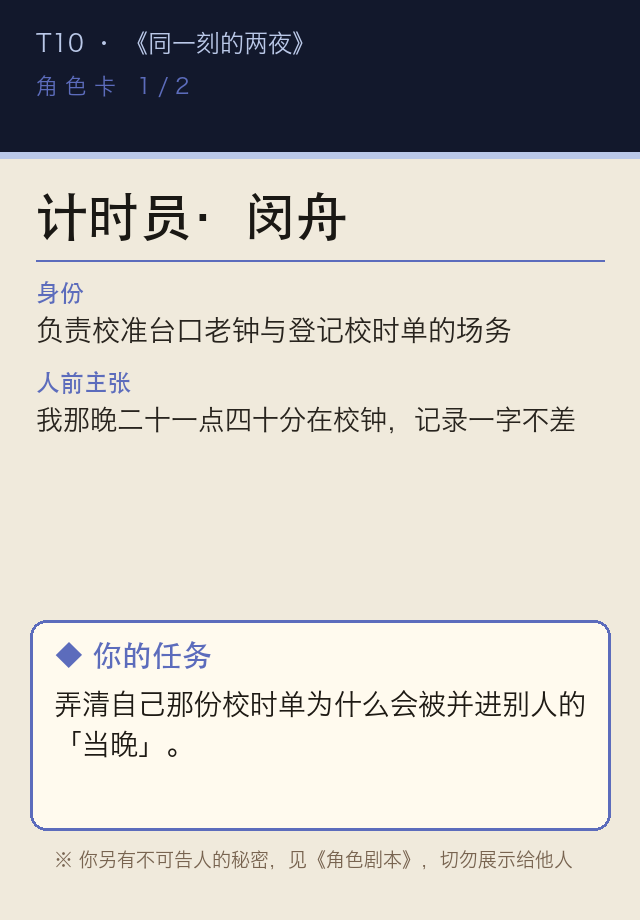 T10 · 《同一刻的两夜》
角色卡 1/2
计时员· 闵舟
身份
负责校准台口老钟与登记校时单的场务
人前主张
我那晚二十一点四十分在校钟，记录一字不差
◆ 你的任务
弄清自己那份校时单为什么会被并进别人的
「当晚」。
※ 你另有不可告人的秘密，见《角色剧本》，切勿展示给他人